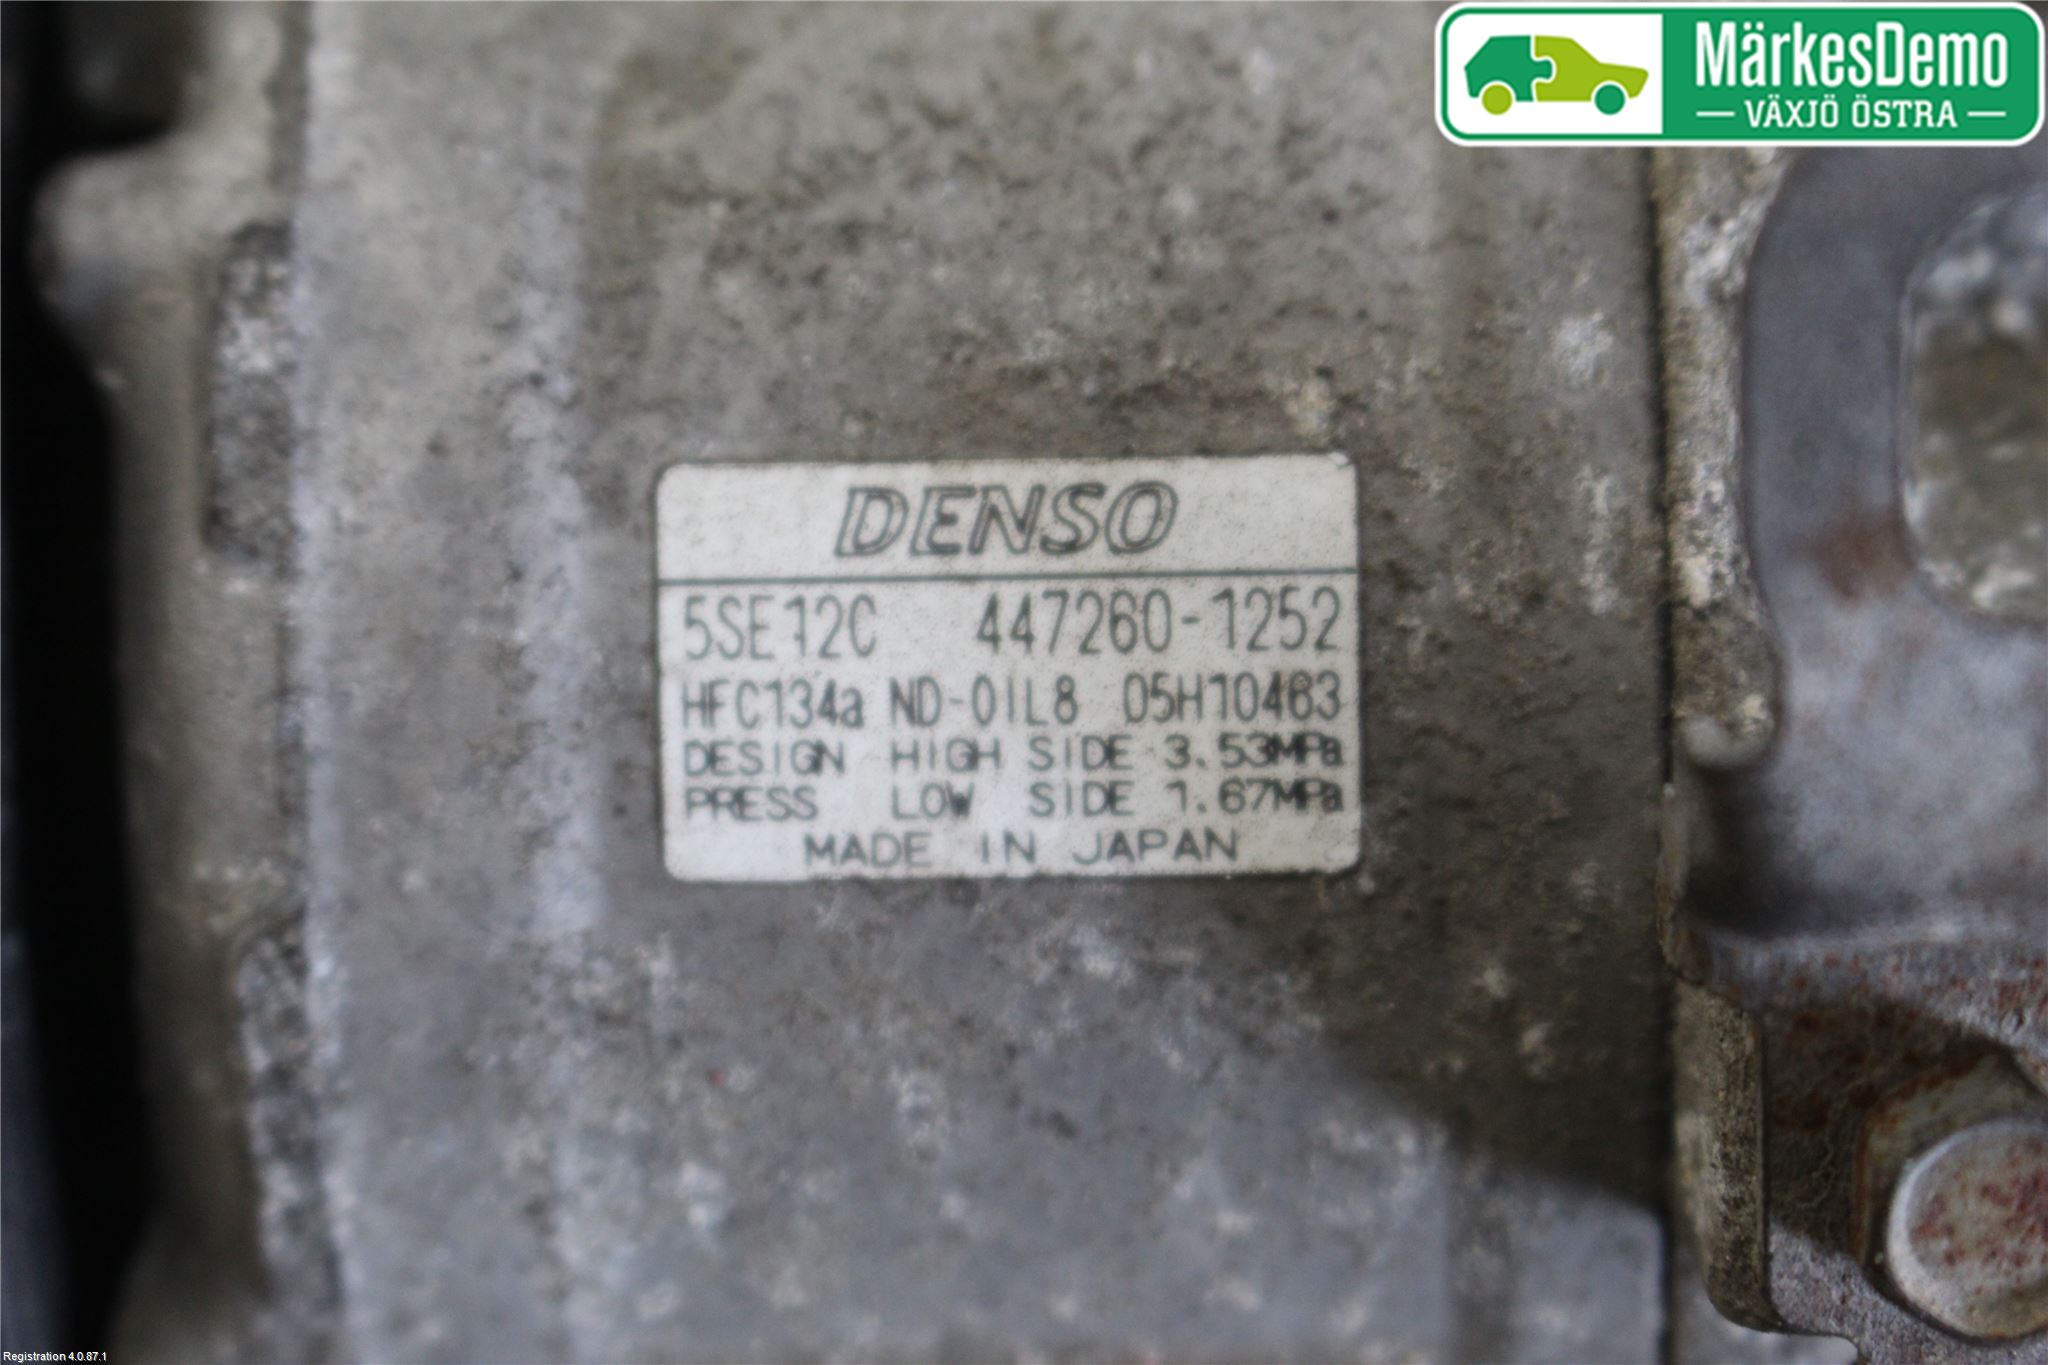 MärkesDemo
VÄXJÖ ÖSTRA
DENSO
5SE12C 447260-1252
HFC134a ND-OIL8 05H10463
DESIGN HIGH SIDE 3.53MPa
PRESS LOW SIDE 1.67MPa
MADE IN JAPAN
Registration 4.0.87.1